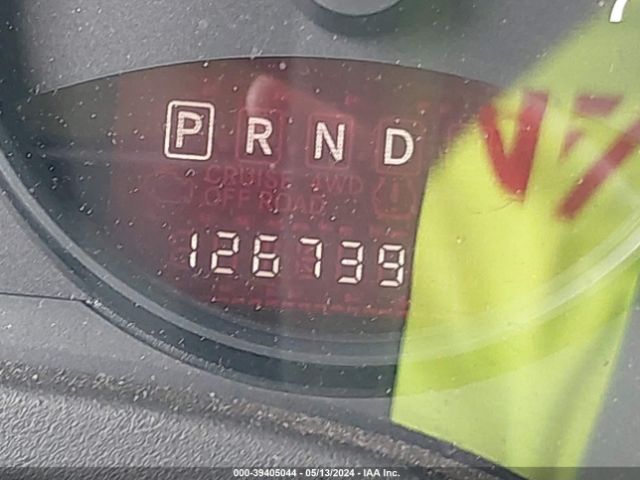 P R N D
CRUISE 4WD
OFF ROAD
126739
000-39405044 - 05/13/2024 - IAA Inc.